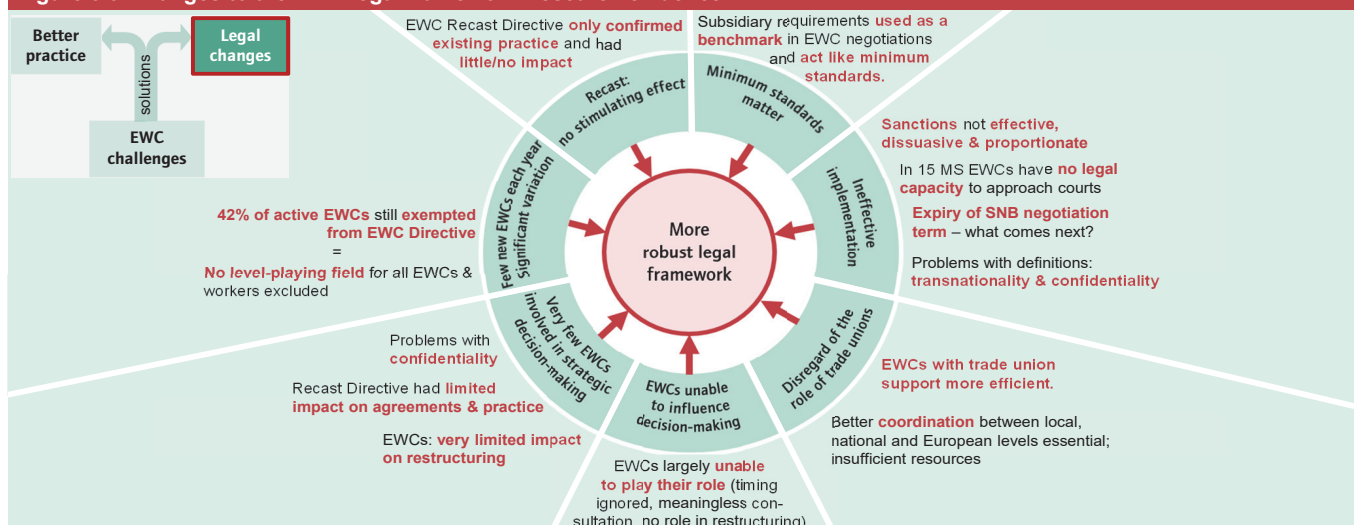 Better
practice
Legal
changes
solutions
EWC
challenges
EWC Recast Directive only confirmed
existing practice and had
little/no impact
Subsidiary requirements used as a
benchmark in EWC negotiations
and act like minimum
standards.
Recast:
no stimulating effect
Minimum standards
matter
Sanctions not effective,
dissuasive & proportionate
In 15 MS EWCs have no legal
capacity to approach courts
Expiry of SNB negotiation
term – what comes next?
Problems with definitions:
transnationality & confidentiality
Ineffective
implementation
Few new EWCs each year
Significant variation
42% of active EWCs still exempted
from EWC Directive
=
No level-playing field for all EWCs &
workers excluded
More
robust legal
framework
Very few EWCs
involved in strategic
decision-making
Problems with
confidentiality
Recast Directive had limited
impact on agreements & practice
EWCs: very limited impact
on restructuring
EWCs unable
to influence
decision-making
EWCs largely unable
to play their role (timing
ignored, meaningless con-
sultation, no role in restructuring)
Disregard of the
role of trade unions
EWCs with trade union
support more efficient.
Better coordination between local,
national and European levels essential;
insufficient resources